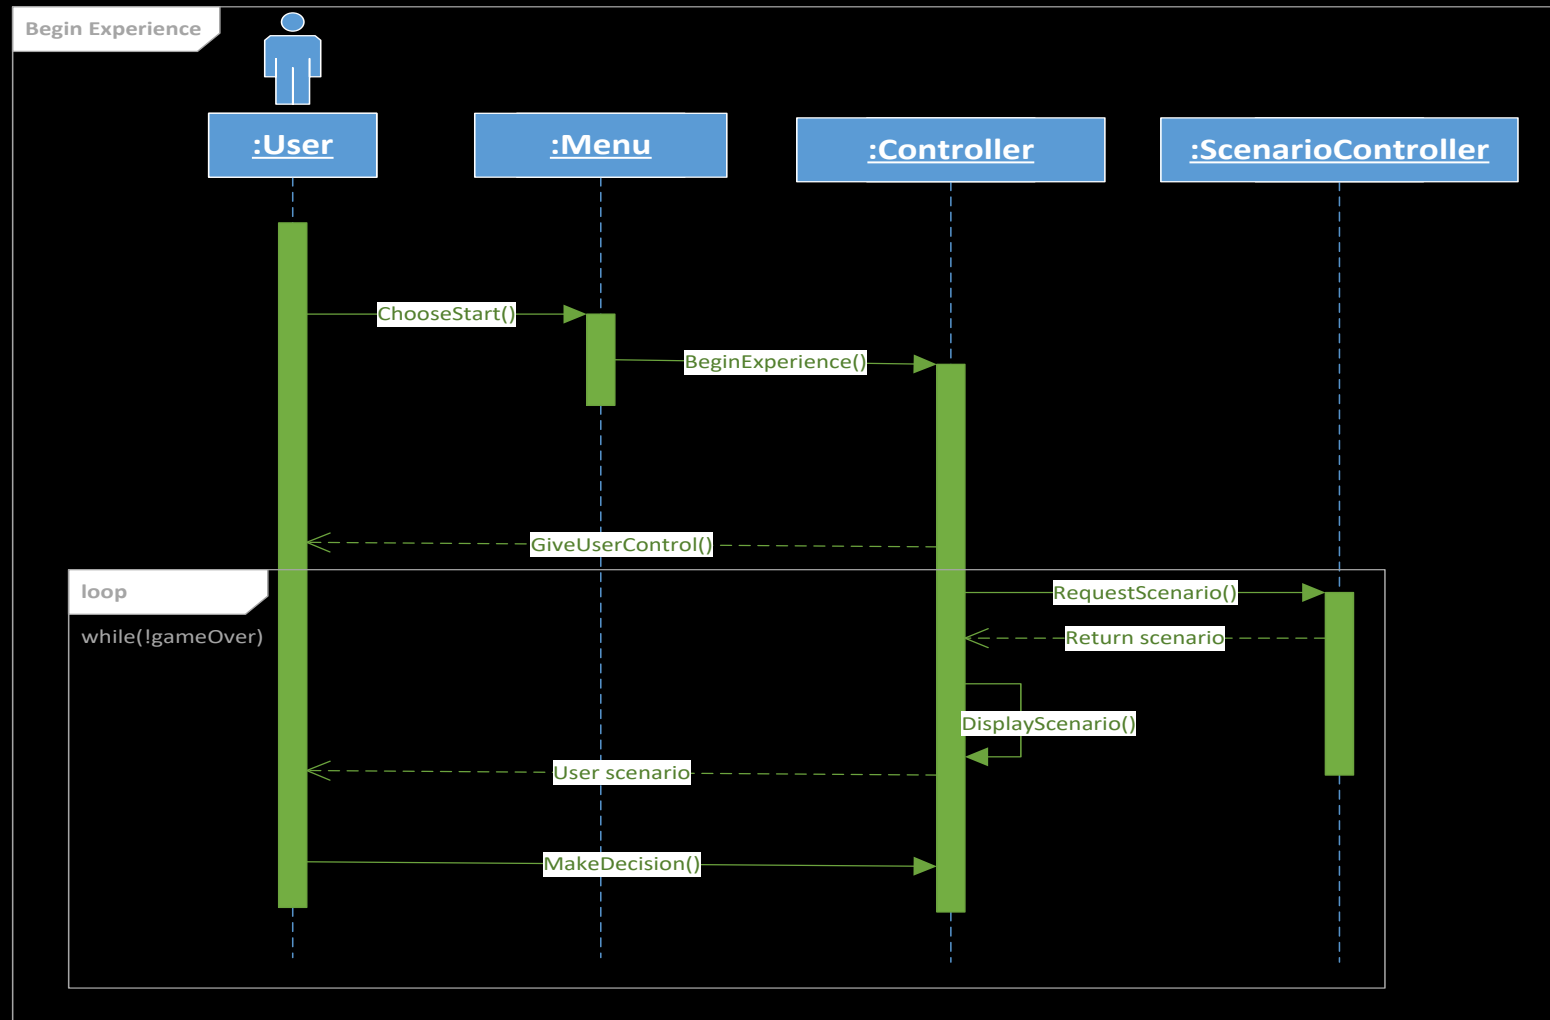 Begin Experience
:User
:Menu
:Controller
:ScenarioController
ChooseStart()
BeginExperience()
GiveUserControl()
loop
RequestScenario()
while(!gameOver)
Return scenario
DisplayScenario()
User scenario
MakeDecision()